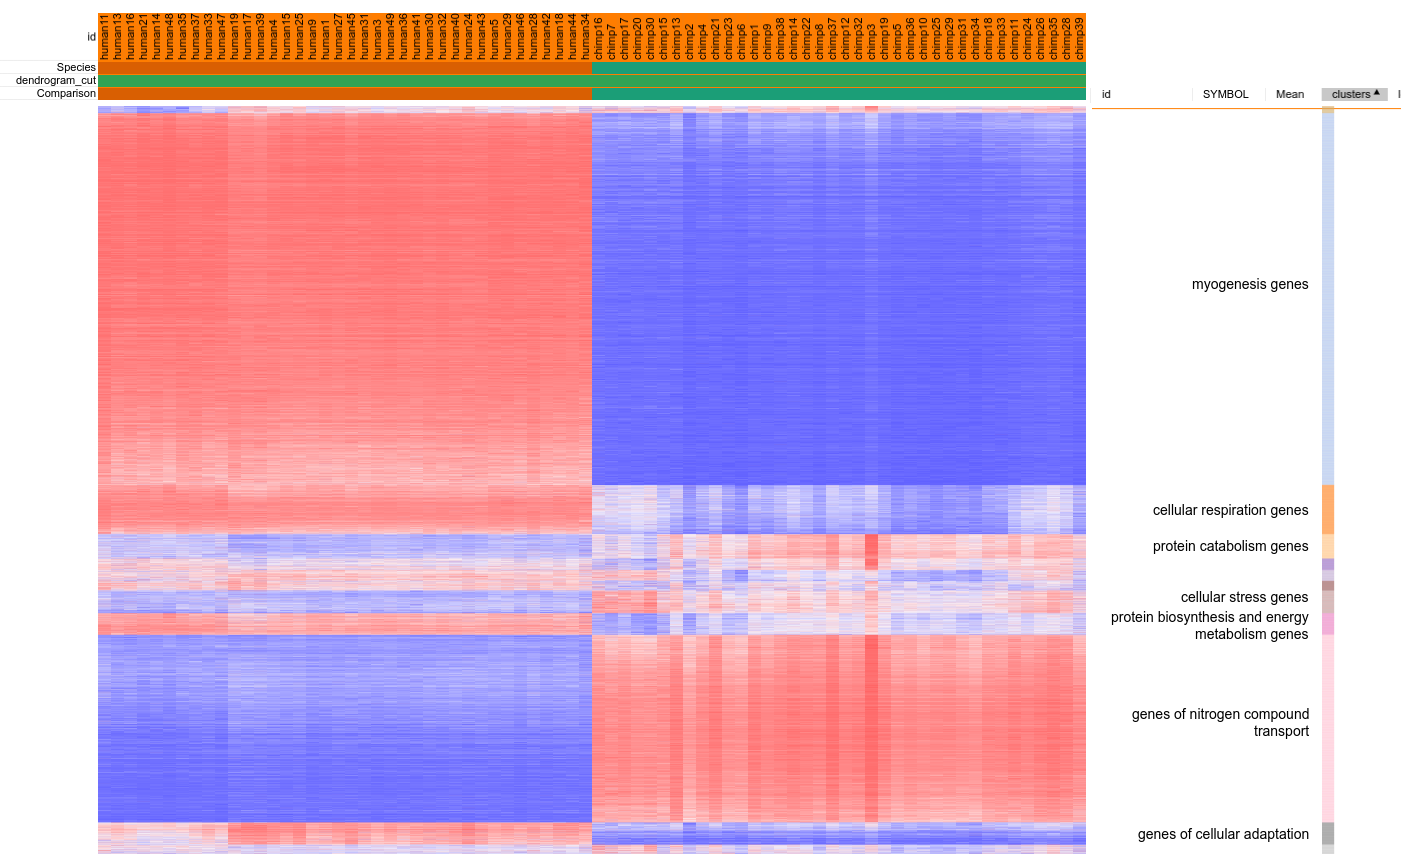 id
human11 human13 human16 human21 human14 human48 human35 human37 human33 human47 human19 human17 human39 human4 human15 human25 human9 human1 human27 human45 human31 human3 human49 human36 human41 human30 human32 human40 human24 human43 human5 human29 human46 human28 human42 human18 human44 human34 chimp16 chimp7 chimp17 chimp20 chimp30 chimp15 chimp13 chimp2 chimp4 chimp21 chimp23 chimp6 chimp1 chimp9 chimp38 chimp14 chimp22 chimp8 chimp37 chimp12 chimp32 chimp3 chimp19 chimp5 chimp36 chimp10 chimp25 chimp29 chimp31 chimp34 chimp18 chimp33 chimp11 chimp24 chimp26 chimp35 chimp28 chimp39
Species
dendrogram_cut
Comparison
id SYMBOL Mean clusters
myogenesis genes
cellular respiration genes
protein catabolism genes
cellular stress genes
protein biosynthesis and energy
metabolism genes
genes of nitrogen compound
transport
genes of cellular adaptation